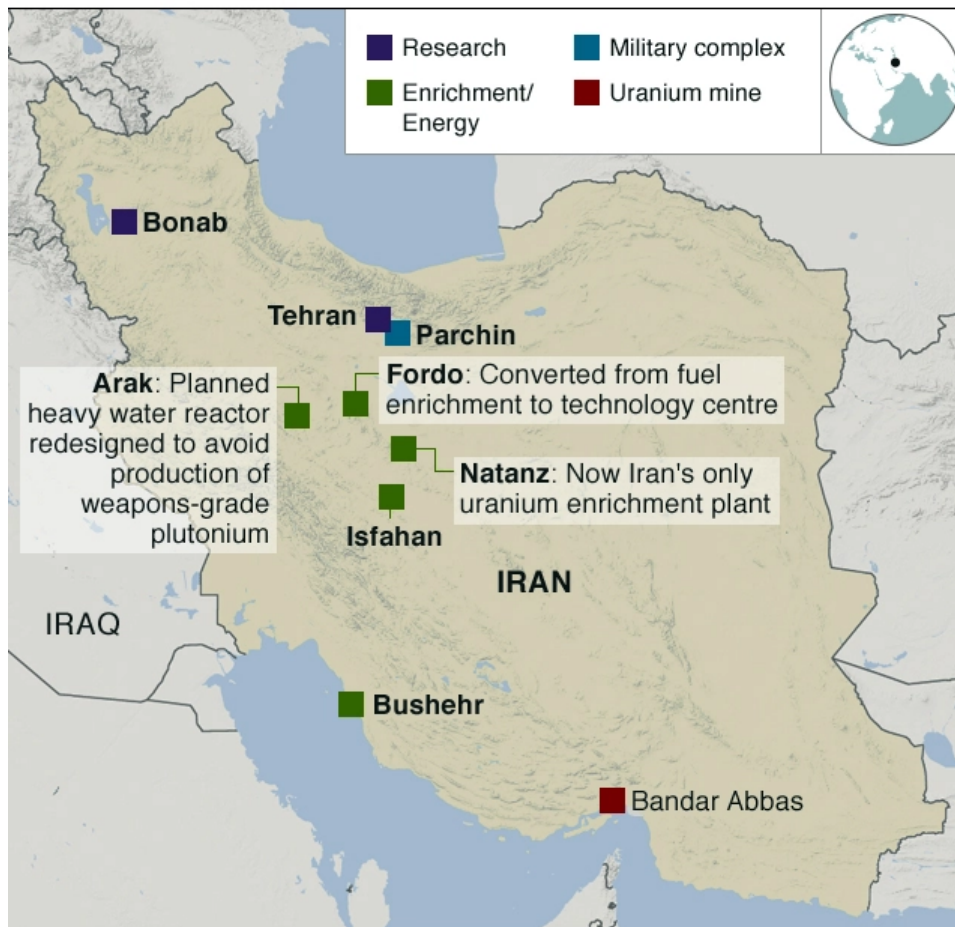 Research
Military complex
Enrichment/
Energy
Uranium mine
Bonab
Tehran
Parchin
Arak: Planned
heavy water reactor
redesigned to avoid
production of
weapons-grade
plutonium
Fordo: Converted from fuel
enrichment to technology centre
Natanz: Now Iran's only
uranium enrichment plant
Isfahan
IRAN
IRAQ
Bushehr
Bandar Abbas